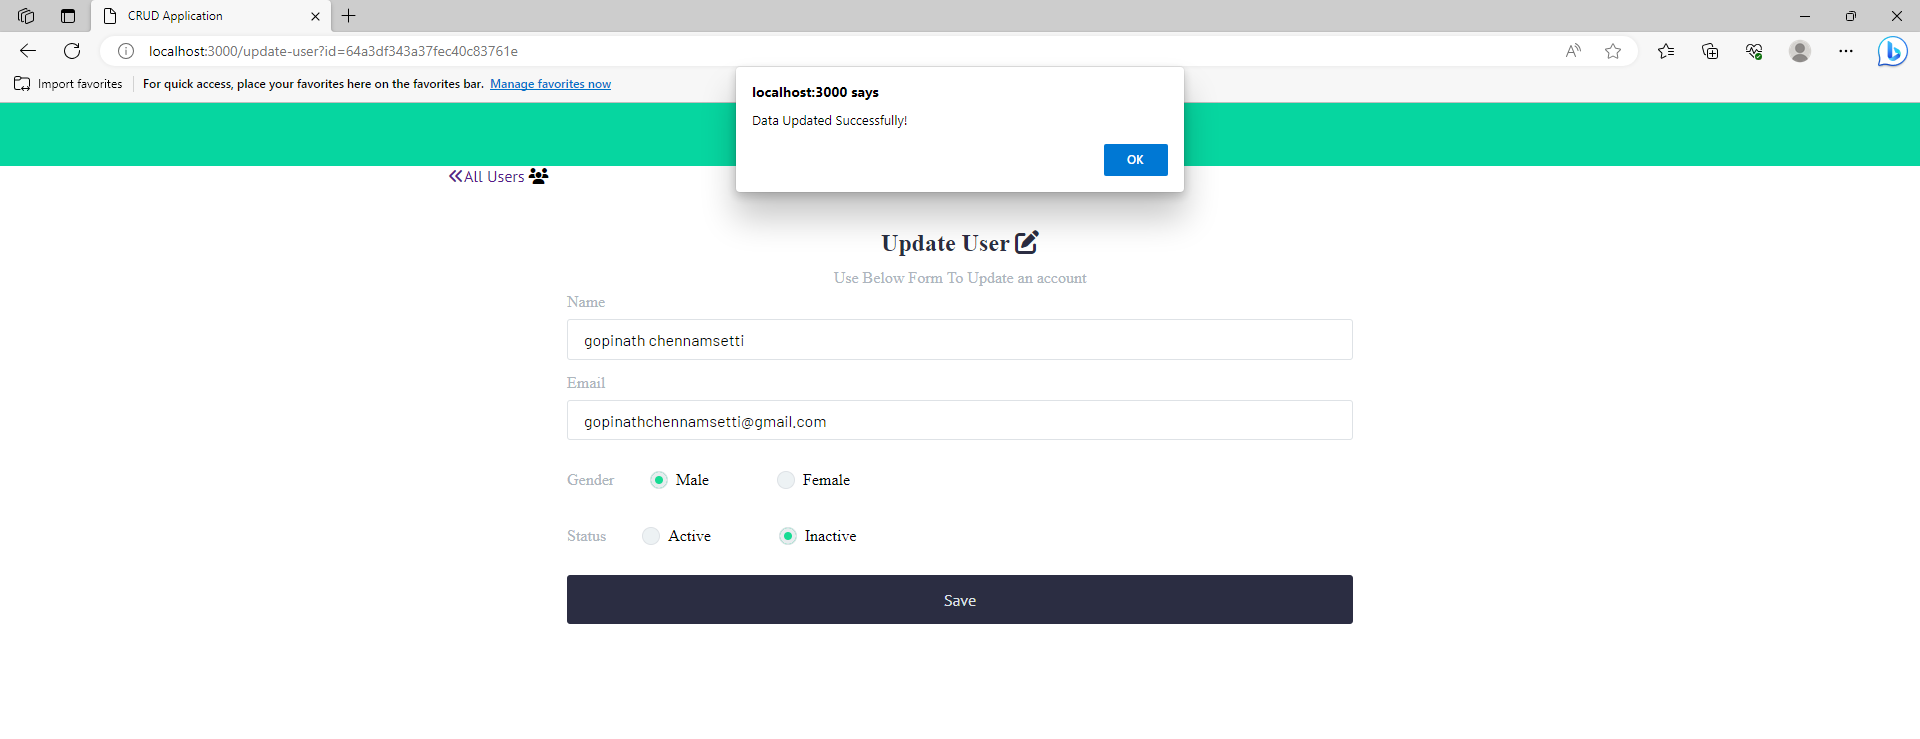 CRUD Application
localhost:3000/update-user?id=64a3df343a37fec40c83761e
Import favorites
For quick access, place your favorites here on the favorites bar. Manage favorites now
localhost:3000 says
Data Updated Successfully!
OK
All Users
Update User
Use Below Form To Update an account
Name
gopinath chennamsetti
Email
gopinathchennamsetti@gmail.com
Gender Male Female
Status Active Inactive
Save